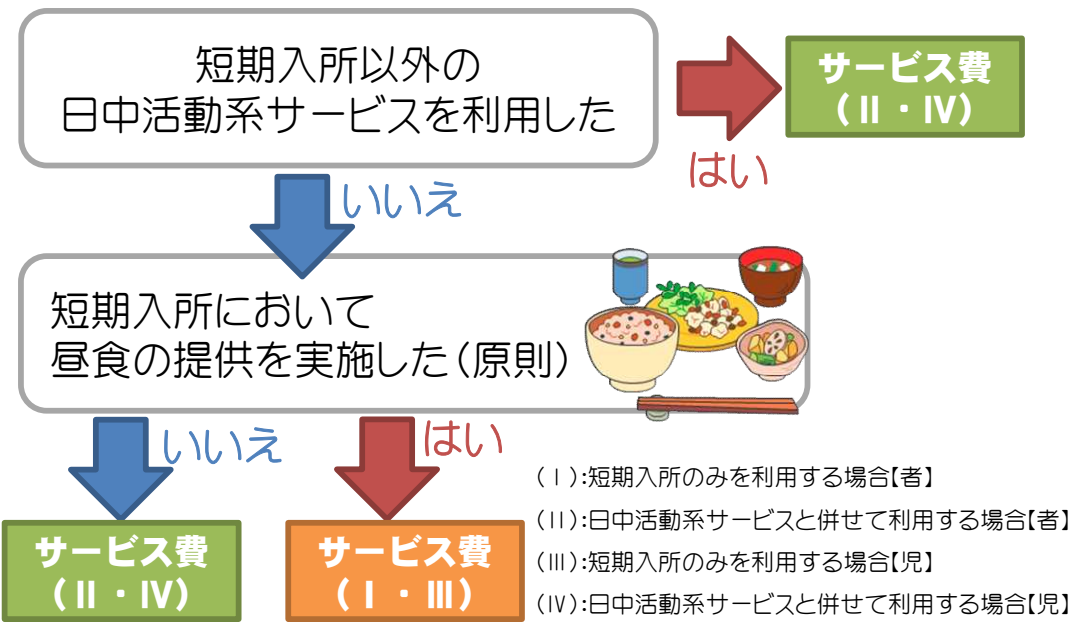 短期入所以外の
日中活動系サービスを利用した
サービス費
(Ⅱ・Ⅳ)
はい
いいえ
短期入所において
昼食の提供を実施した(原則)
いいえ
はい
サービス費
(Ⅱ・Ⅳ)
サービス費
(Ⅰ・Ⅲ)
(Ⅰ):短期入所のみを利用する場合【者】
(Ⅱ):日中活動系サービスと併せて利用する場合【者】
(Ⅲ):短期入所のみを利用する場合【児】
(Ⅳ):日中活動系サービスと併せて利用する場合【児】